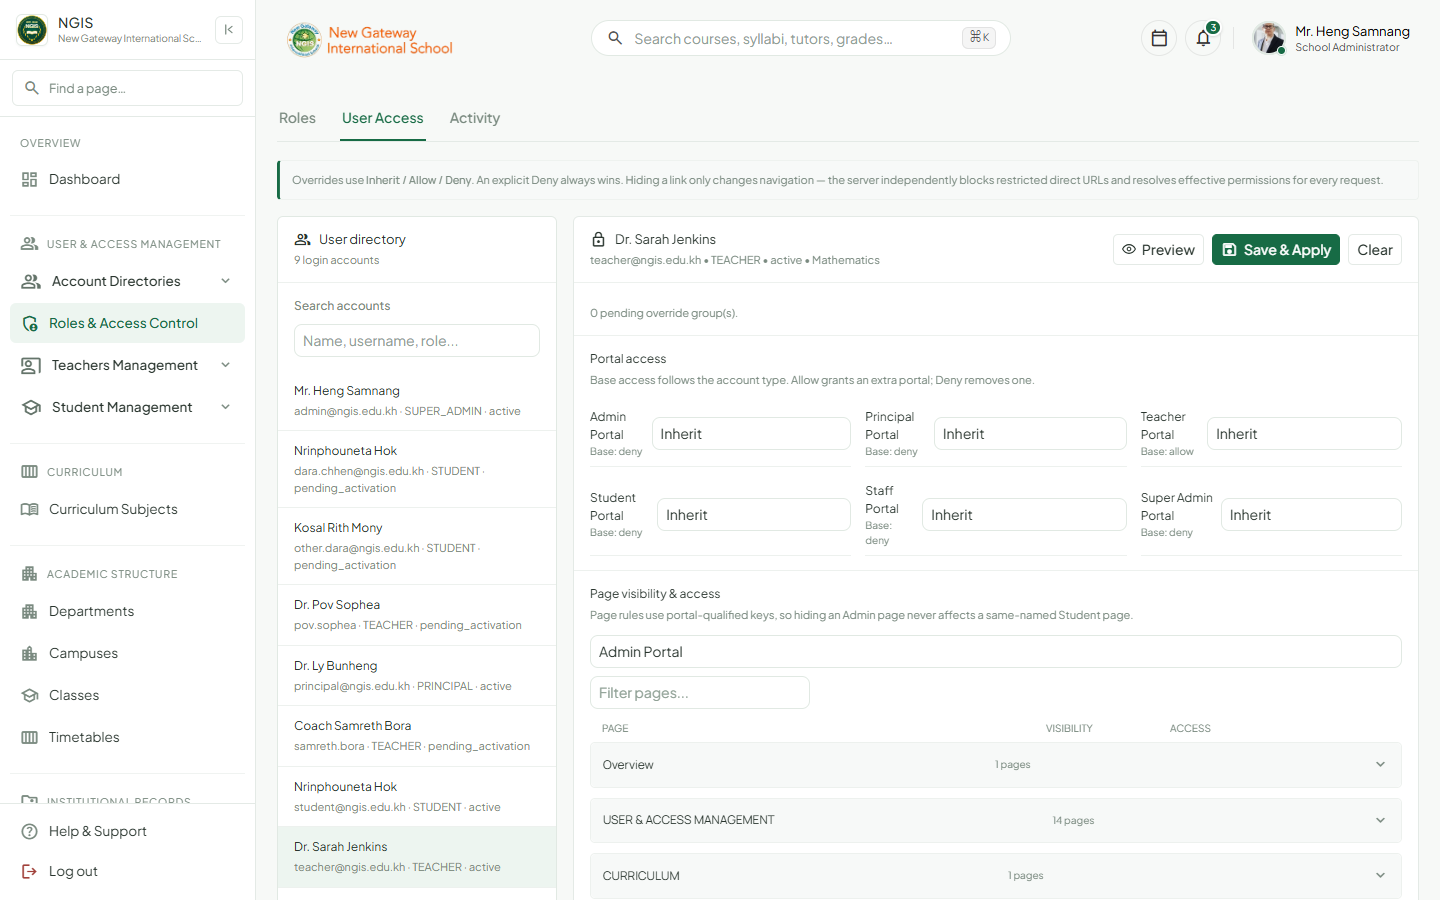 NGIS
New Gateway International Sc...
Find a page...
OVERVIEW
Dashboard
USER & ACCESS MANAGEMENT
Account Directories
Roles & Access Control
Teachers Management
Student Management
CURRICULUM
Curriculum Subjects
ACADEMIC STRUCTURE
Departments
Campuses
Classes
Timetables
INSTITUTIONAL RECORDS
Help & Support
Log out
NGIS
New Gateway
International School
Search courses, syllabi, tutors, grades...
⌘K
3
Mr. Heng Samnang
School Administrator
Roles
User Access
Activity
Overrides use Inherit / Allow / Deny. An explicit Deny always wins. Hiding a link only changes navigation — the server independently blocks restricted direct URLs and resolves effective permissions for every request.
User directory
9 login accounts
Search accounts
Name, username, role...
Mr. Heng Samnang
admin@ngis.edu.kh · SUPER_ADMIN · active
Nrinphouneta Hok
dara.chhen@ngis.edu.kh · STUDENT ·
pending_activation
Kosal Rith Mony
other.dara@ngis.edu.kh · STUDENT ·
pending_activation
Dr. Pov Sophea
pov.sophea · TEACHER · pending_activation
Dr. Ly Bunheng
principal@ngis.edu.kh · PRINCIPAL · active
Coach Samreth Bora
samreth.bora · TEACHER · pending_activation
Nrinphouneta Hok
student@ngis.edu.kh · STUDENT · active
Dr. Sarah Jenkins
teacher@ngis.edu.kh · TEACHER · active
Dr. Sarah Jenkins
teacher@ngis.edu.kh • TEACHER • active • Mathematics
Preview
Save & Apply
Clear
0 pending override group(s).
Portal access
Base access follows the account type. Allow grants an extra portal; Deny removes one.
Admin
Portal
Base: deny
Inherit
Principal
Portal
Base: deny
Inherit
Teacher
Portal
Base: allow
Inherit
Student
Portal
Base: deny
Inherit
Staff
Portal
Base:
deny
Inherit
Super Admin
Portal
Base: deny
Inherit
Page visibility & access
Page rules use portal-qualified keys, so hiding an Admin page never affects a same-named Student page.
Admin Portal
Filter pages...
PAGE VISIBILITY ACCESS
Overview 1 pages
USER & ACCESS MANAGEMENT 14 pages
CURRICULUM 1 pages